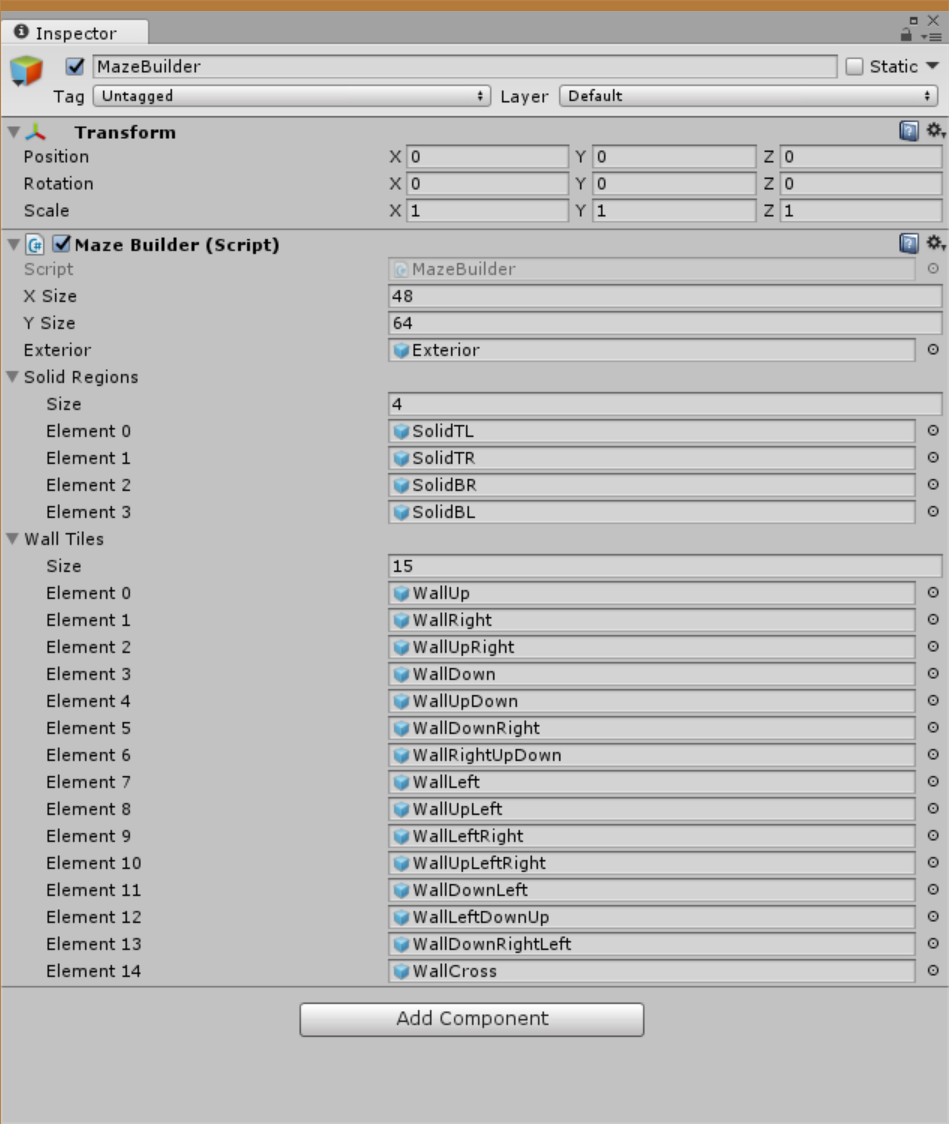 Inspector
MazeBuilder Static
Tag Untagged Layer Default
Transform
Position X 0 Y 0 Z 0
Rotation X 0 Y 0 Z 0
Scale X 1 Y 1 Z 1
Maze Builder (Script)
Script MazeBuilder
X Size 48
Y Size 64
Exterior Exterior
Solid Regions
Size 4
Element 0 SolidTL
Element 1 SolidTR
Element 2 SolidBR
Element 3 SolidBL
Wall Tiles
Size 15
Element 0 WallUp
Element 1 WallRight
Element 2 WallUpRight
Element 3 WallDown
Element 4 WallUpDown
Element 5 WallDownRight
Element 6 WallRightUpDown
Element 7 WallLeft
Element 8 WallUpLeft
Element 9 WallLeftRight
Element 10 WallUpLeftRight
Element 11 WallDownLeft
Element 12 WallLeftDownUp
Element 13 WallDownRightLeft
Element 14 WallCross
Add Component